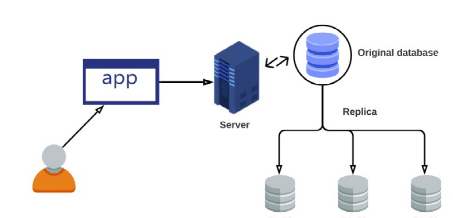 app
Original database
Server
Replica